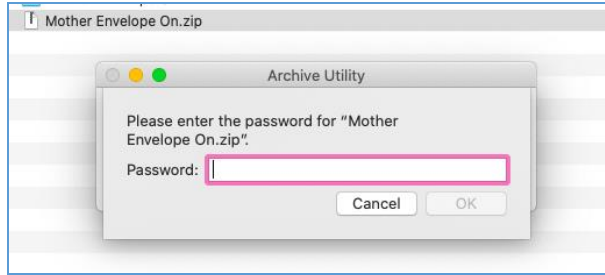 Mother Envelope On.zip
Archive Utility
Please enter the password for “Mother
Envelope On.zip”.
Password:
Cancel
OK